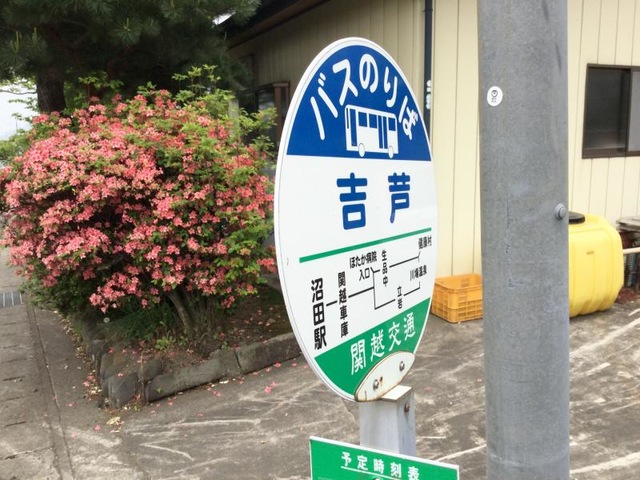 バスのりば
吉芦
沼田駅
関越車庫
ほたか病院
入口
生品中
立岩
川場温泉
関越交通
予定時刻表